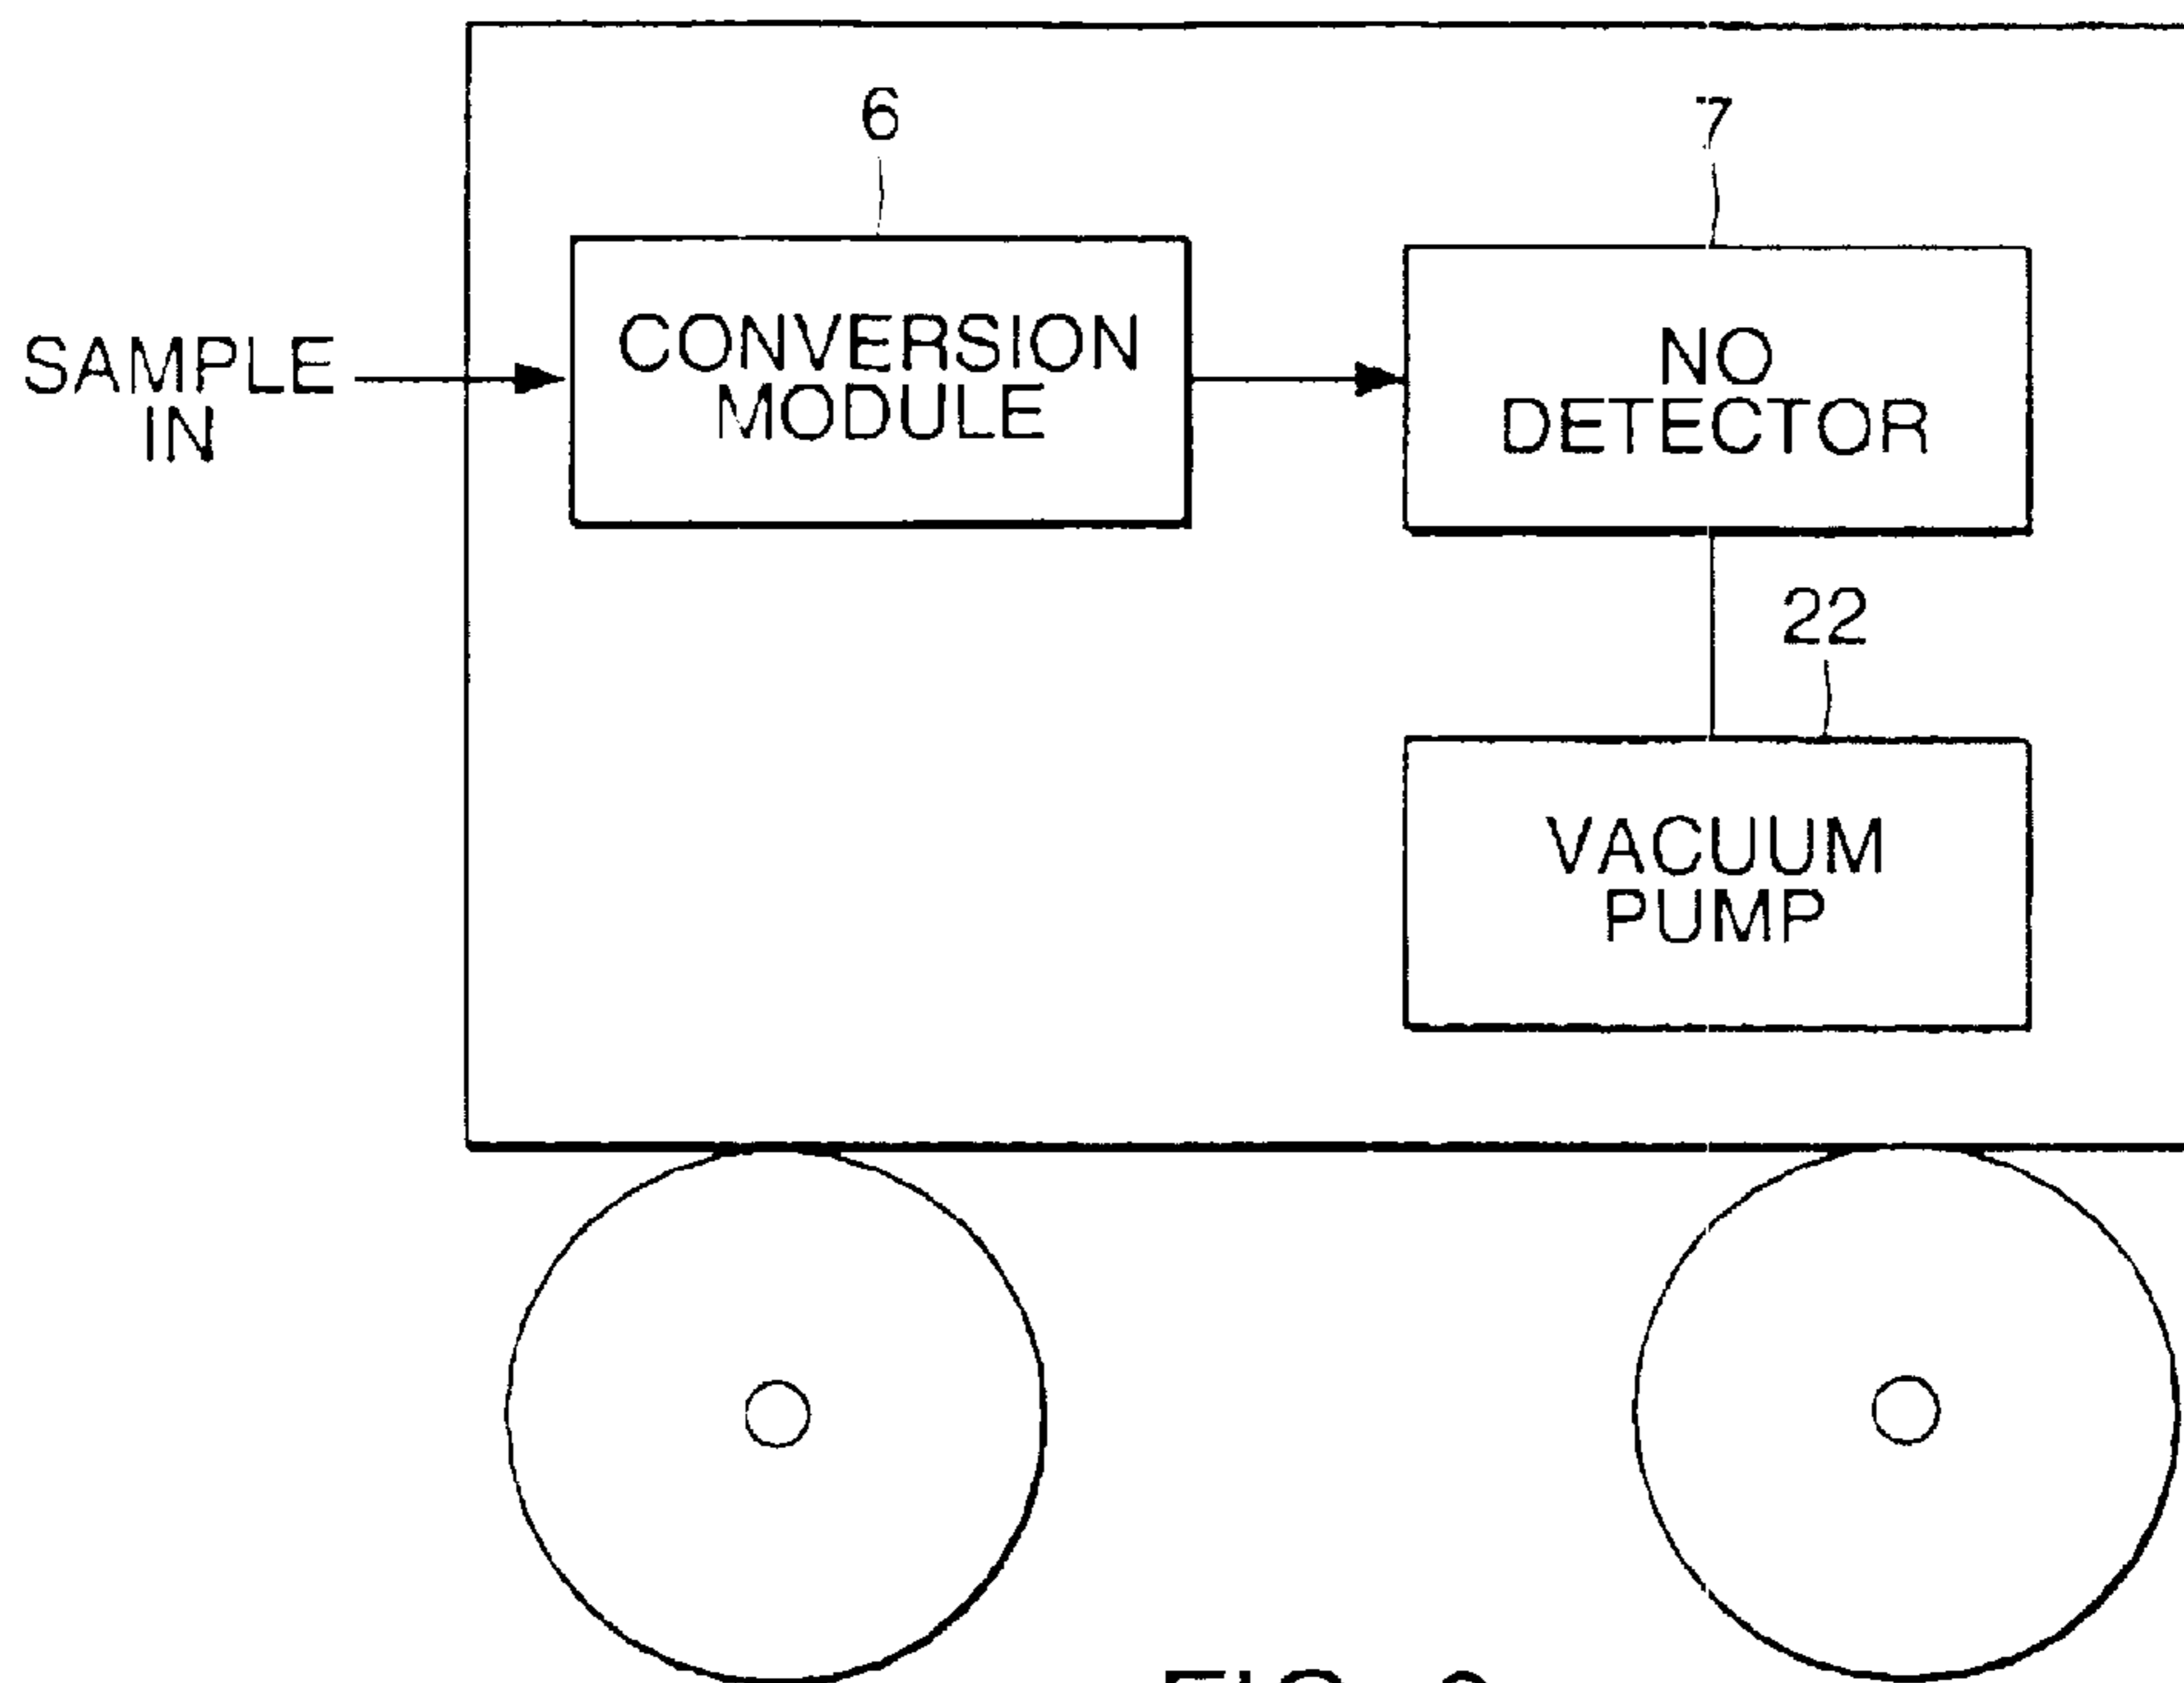 6
7
SAMPLE
IN
CONVERSION
MODULE
NO
DETECTOR
22
VACUUM
PUMP